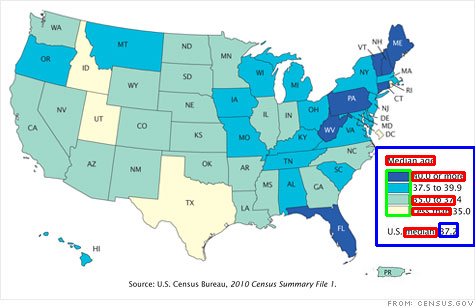 WA
MT
ND
MN
VT
NH
ME
OR
ID
SD
WI
MI
NY
MA
RI
CT
WY
IA
PA
NJ
NE
IL
IN
OH
DE
MD
DC
NV
UT
CO
KS
MO
WV
VA
KY
CA
NC
TN
OK
AR
SC
AZ
NM
MS
AL
GA
TX
LA
FL
HI
PR
Median age
40.0 or more
37.5 to 39.9
35.0 to 37.4
Less than 35.0
U.S. median 37.2
Source: U.S. Census Bureau, 2010 Census Summary File 1.
FROM: CENSUS.GOV